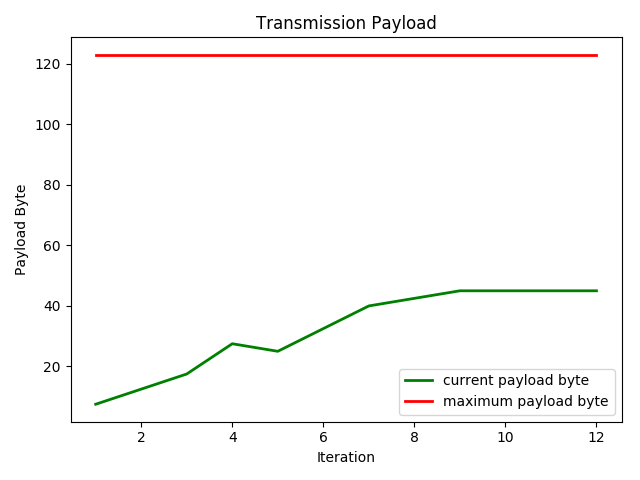 Transmission Payload
120
100
80
60
40
20
Payload Byte
2 4 6 8 10 12
Iteration
current payload byte
maximum payload byte